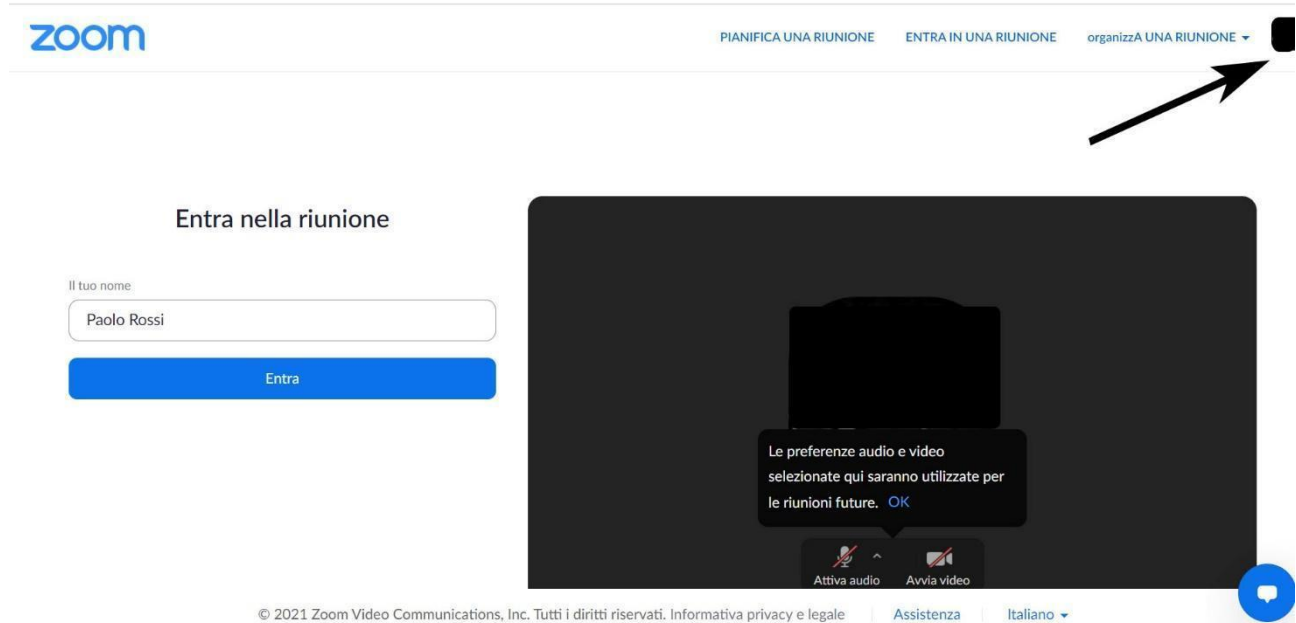 zoom
PIANIFICA UNA RIUNIONE
ENTRA IN UNA RIUNIONE
organizzA UNA RIUNIONE
Entra nella riunione
Il tuo nome
Paolo Rossi
Entra
Le preferenze audio e video
selezionate qui saranno utilizzate per
le riunioni future. OK
Attiva audio
Avvia video
© 2021 Zoom Video Communications, Inc. Tutti i diritti riservati. Informativa privacy e legale
Assistenza
Italiano